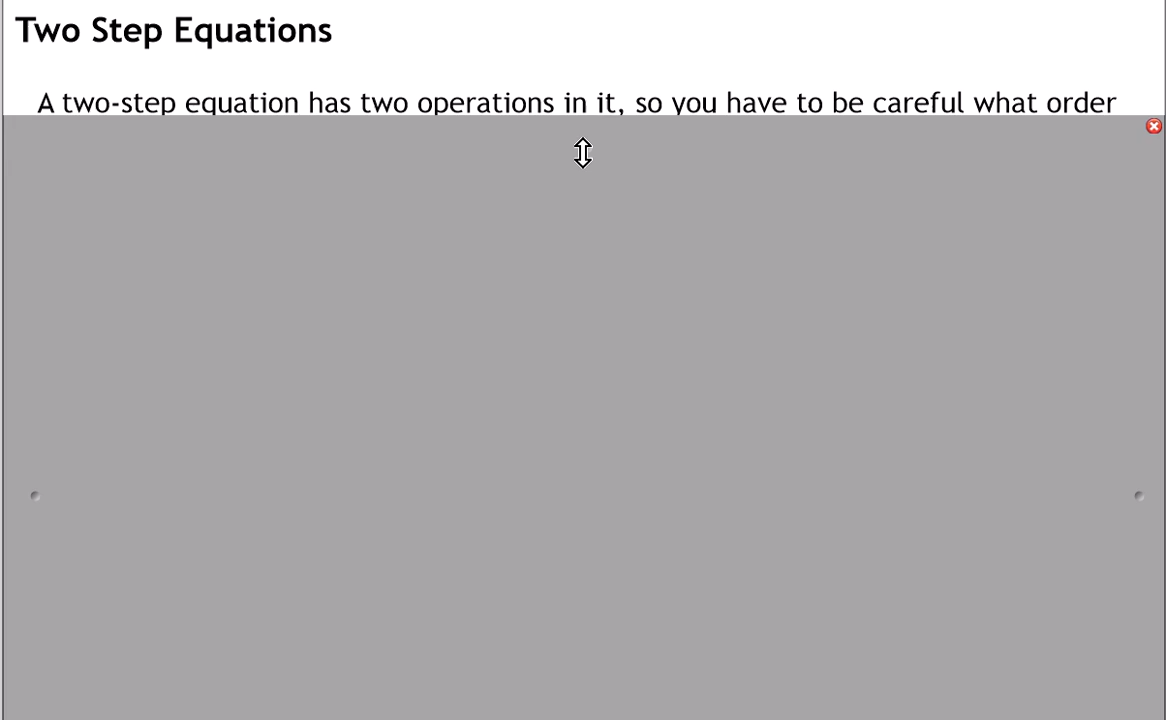 Two Step Equations
A two-step equation has two operations in it, so you have to be careful what order